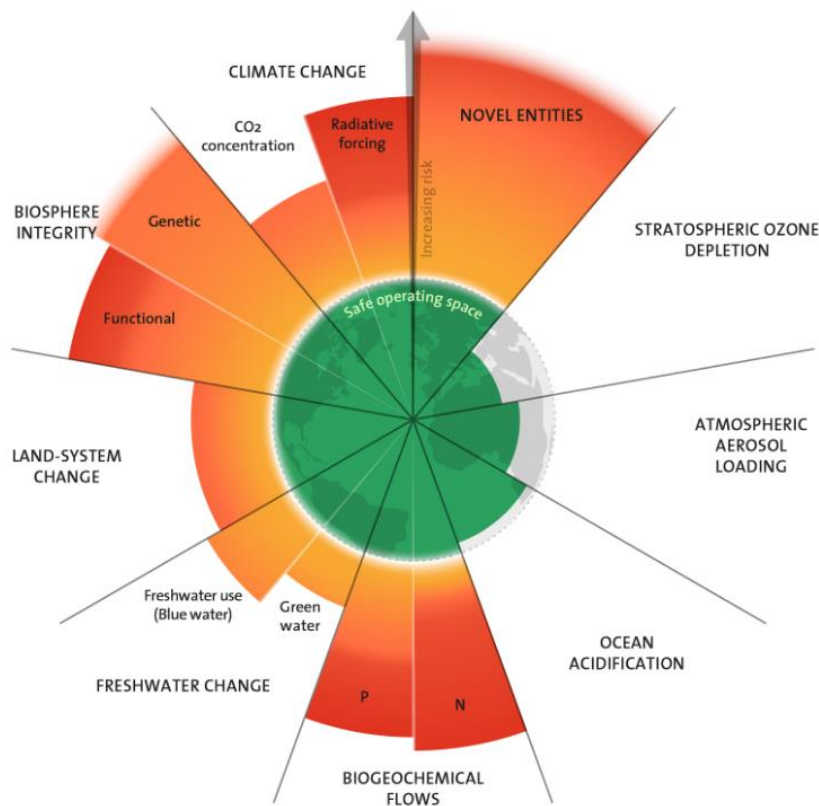 CLIMATE CHANGE
CO2
concentration
Radiative
forcing
NOVEL ENTITIES
Increasing risk
BIOSPHERE
INTEGRITY
Genetic
Functional
STRATOSPHERIC OZONE
DEPLETION
Safe operating space
ATMOSPHERIC
AEROSOL
LOADING
LAND-SYSTEM
CHANGE
Freshwater use
(Blue water)
Green
water
FRESHWATER CHANGE
OCEAN
ACIDIFICATION
P
N
BIOGEOCHEMICAL
FLOWS